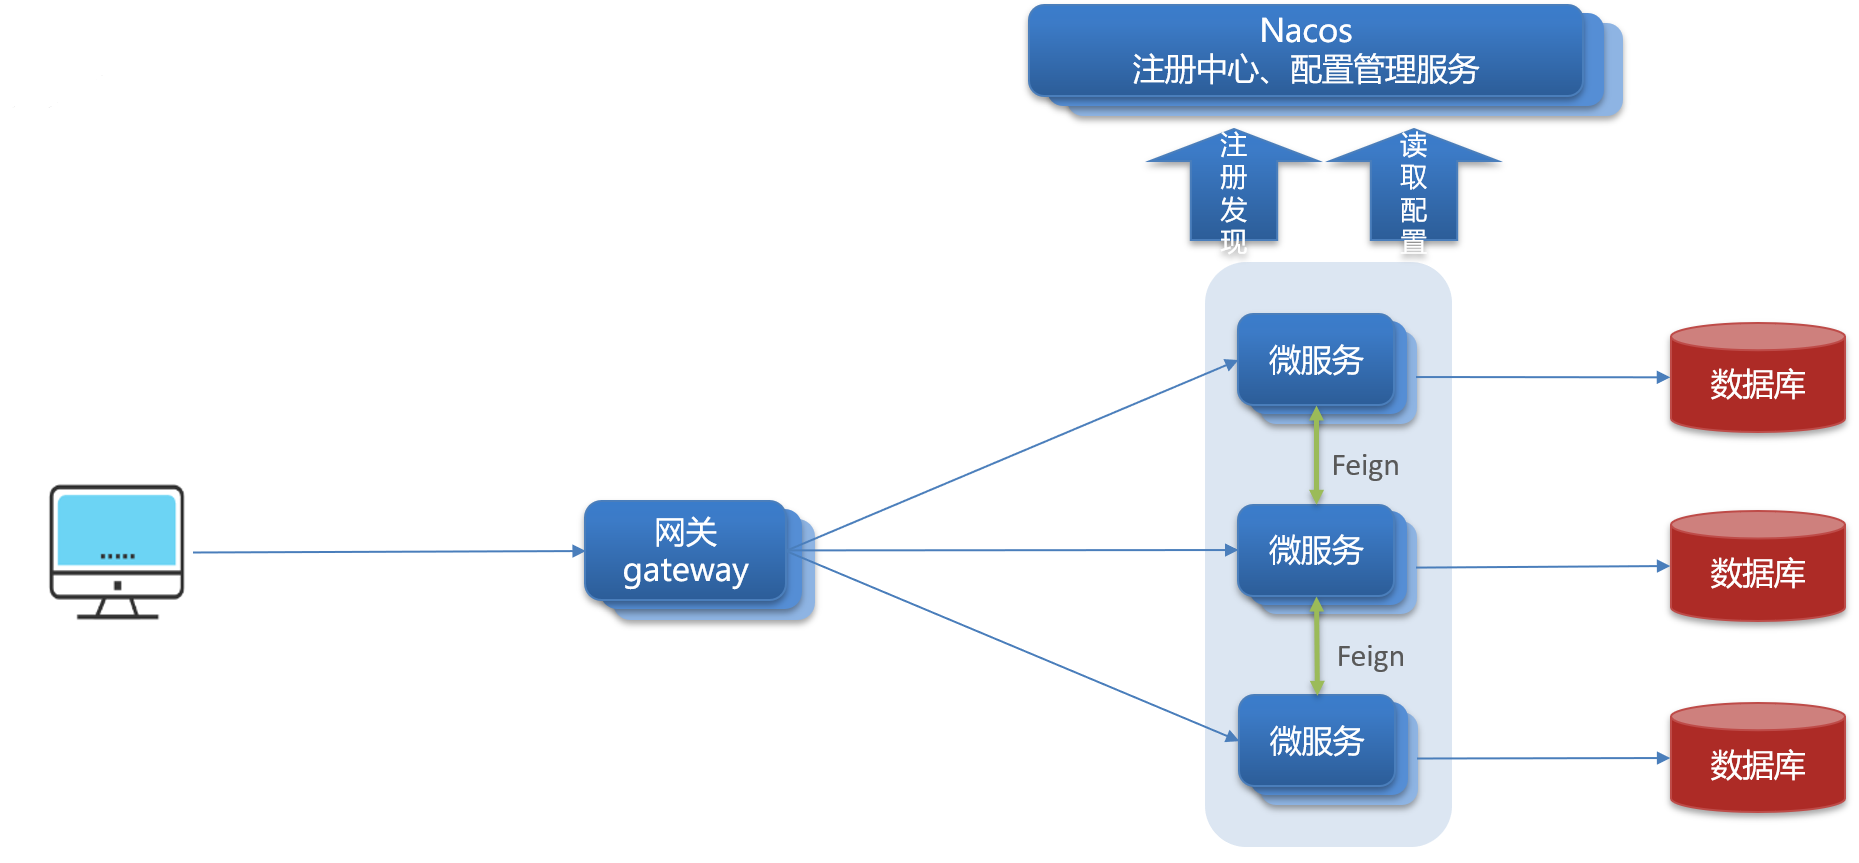 Nacos
注册中心、配置管理服务
注
册
发
现
读
取
配
置
微服务
数据库
Feign
网关
gateway
微服务
数据库
Feign
微服务
数据库